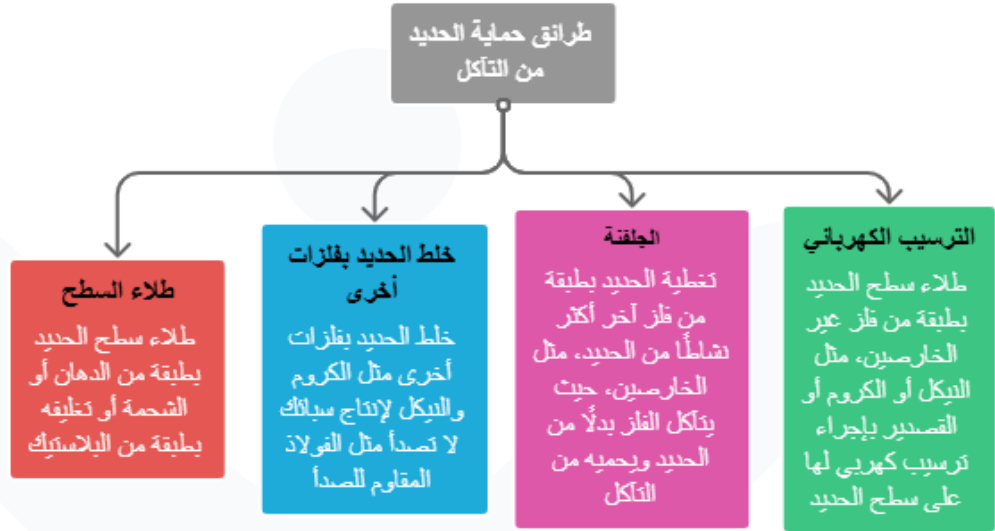 طرائق حماية الحديد
من التآكل
الترسيب الكهربائي
طلاء سطح الحديد
بطبقة من فلز غير
الخارصين، مثل
النيكل أو الكروم أو
القصدير بإجراء
ترسيب كهربي لها
على سطح الحديد
الجلفنة
تغطية الحديد بطبقة
من فلز آخر أكثر
نشاطًا من الحديد، مثل
الخارصين، حيث
يتآكل الفلز بدلًا من
الحديد ويحميه من
التآكل
خلط الحديد بفلزات
أخرى
خلط الحديد بفلزات
أخرى مثل الكروم
والنيكل لإنتاج سبائك
لا تصدأ مثل الفولاذ
المقاوم للصدأ
طلاء السطح
طلاء سطح الحديد
بطبقة من الدهان أو
الشحمة أو تغليفه
بطبقة من البلاستيك